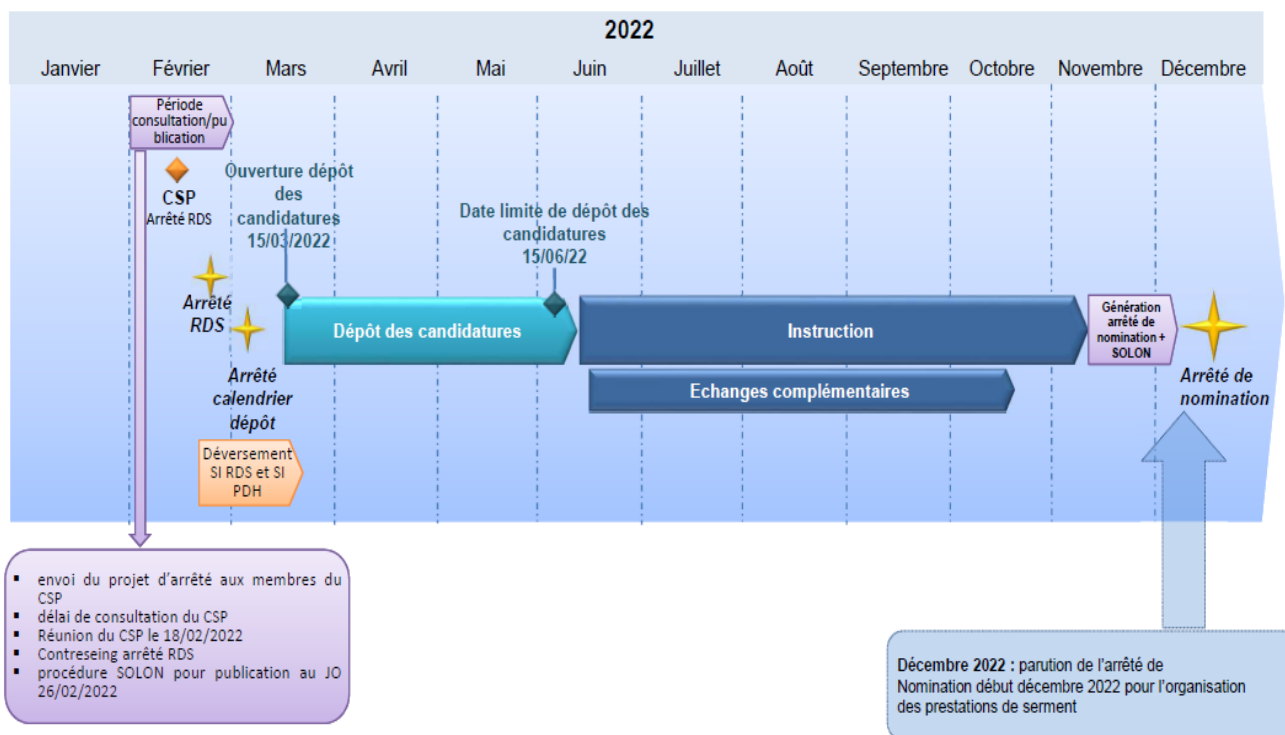 2022
Janvier Février Mars Avril Mai Juin Juillet Août Septembre Octobre Novembre Décembre
Période
consultation/pu
blication
CSP
Arrêté RDS
Ouverture dépôt
des
candidatures
15/03/2022
Date limite de dépôt des
candidatures
15/06/22
Arrêté
RDS
Arrêté
calendrier
dépôt
Dépôt des candidatures
Instruction
Echanges complémentaires
Génération
arrêté de
nomination +
SOLON
Arrêté de
nomination
Déversement
SI RDS et SI
PDH
▪ envoi du projet d'arrêté aux membres du
CSP
▪ délai de consultation du CSP
▪ Réunion du CSP le 18/02/2022
▪ Contreseing arrêté RDS
▪ procédure SOLON pour publication au JO
26/02/2022
Décembre 2022 : parution de l'arrêté de
Nomination début décembre 2022 pour l'organisation
des prestations de serment